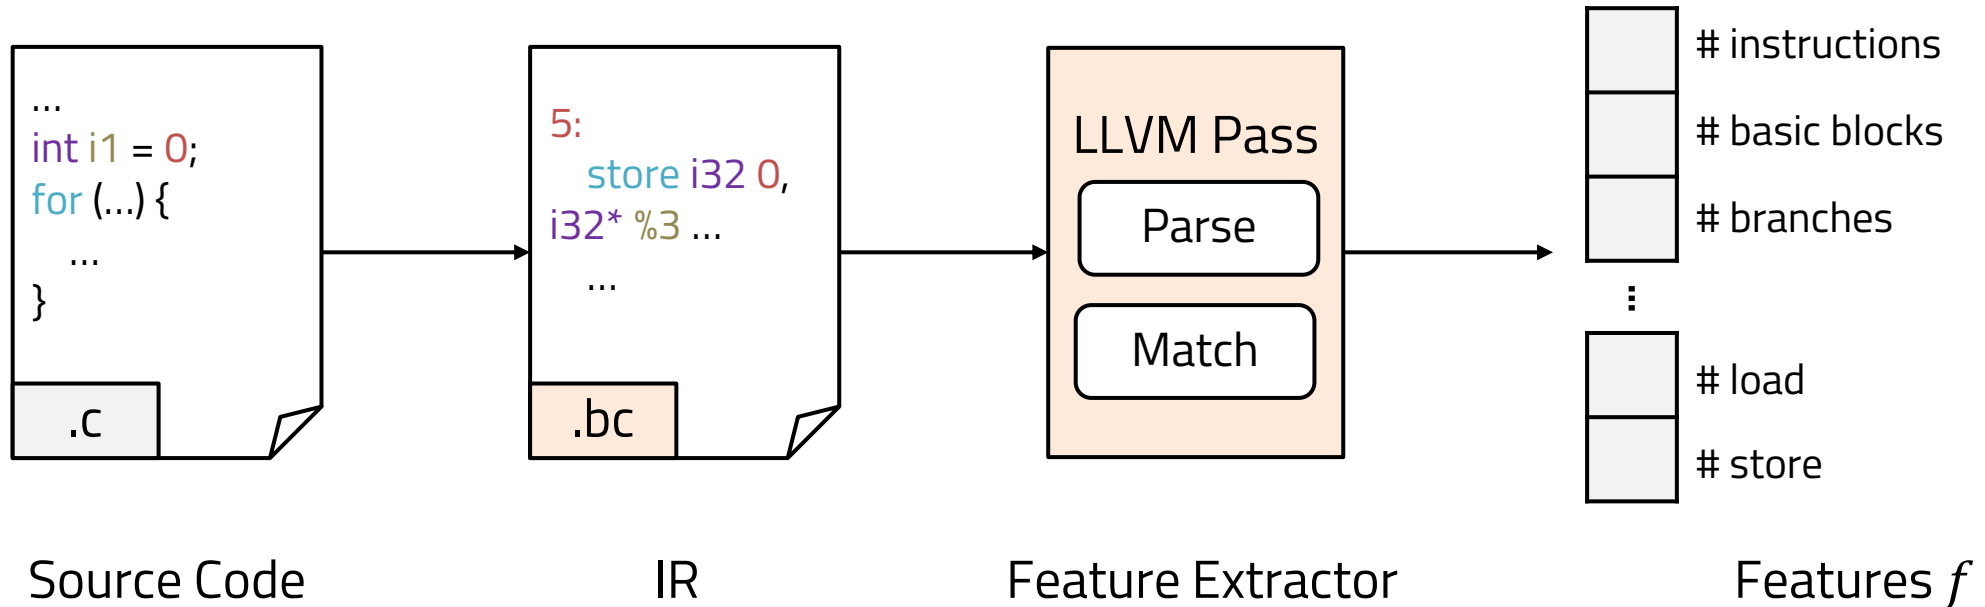 ...
int i1 = 0;
for (...) {
...
}
.c
Source Code
5:
store i32 0,
i32* %3 ...
...
.bc
IR
LLVM Pass
Parse
Match
Feature Extractor
# instructions
# basic blocks
# branches
...
# load
# store
Features f